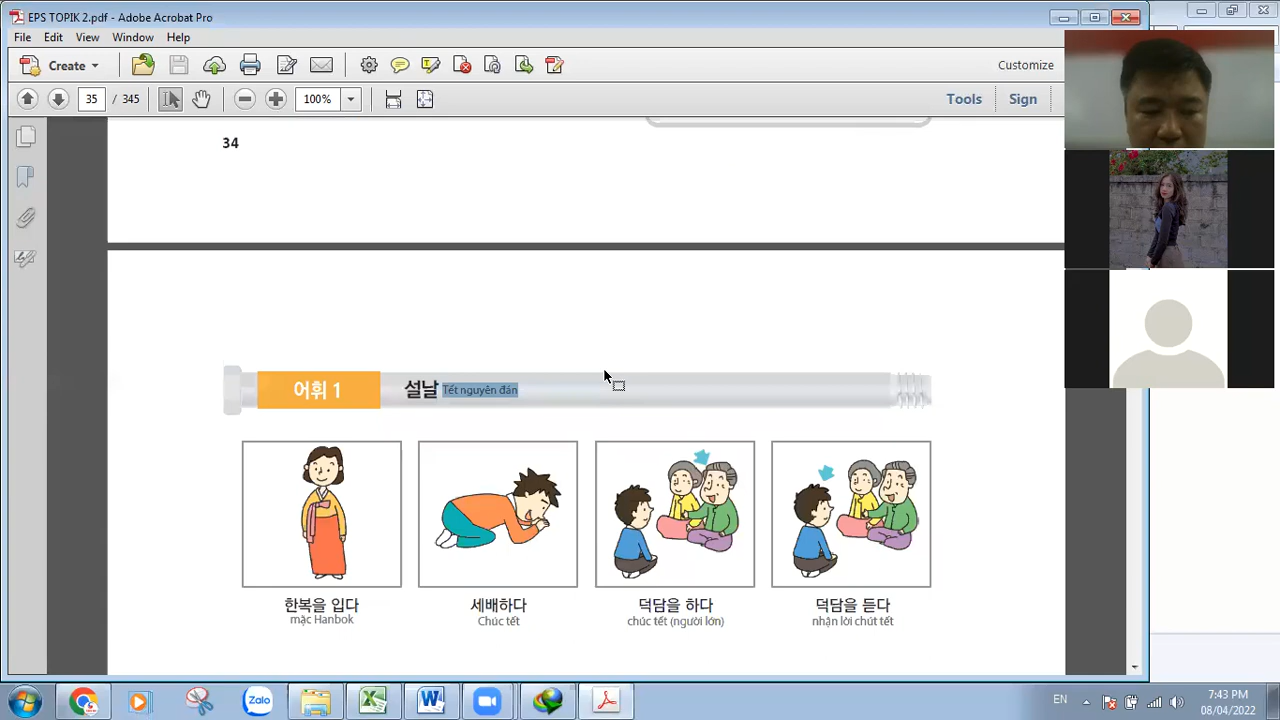 EPS TOPIK 2.pdf - Adobe Acrobat Pro
File Edit View Window Help
Create
Customize
35 / 345
100%
Tools Sign
34
어휘 1 설날 Tết nguyên đán
한복을 입다 세배하다 덕담을 하다 덕담을 듣다
mặc Hanbok Chúc tết chúc tết (người lớn) nhận lời chút tết
Zalo
EN
7:43 PM
08/04/2022